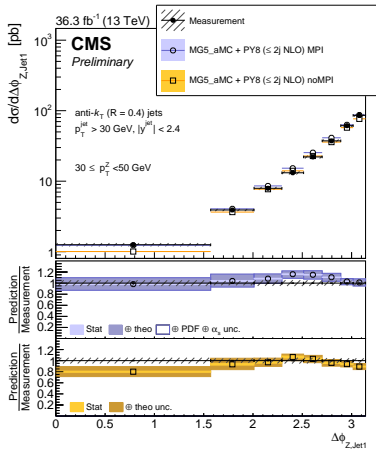 36.3 fb⁻¹ (13 TeV)
Measurement
MG5_aMC + PY8 (≤ 2j NLO) MPI
MG5_aMC + PY8 (≤ 2j NLO) noMPI
CMS
Preliminary
anti-k_T (R = 0.4) jets
p_T^jet > 30 GeV, |y^jet| < 2.4
30 ≤ p_T^Z <50 GeV
dσ/dΔϕ_Z,Jet1 [pb]
10³
10²
10
1
Prediction
Measurement
1.2
1
0.8
0.6
0.4
0.2
Stat ⊕ theo ⊕ PDF ⊕ α_s unc.
Prediction
Measurement
1.2
1
0.8
0.6
0.4
0.2
Stat ⊕ theo unc.
0 0.5 1 1.5 2 2.5 3
Δϕ_Z,Jet1